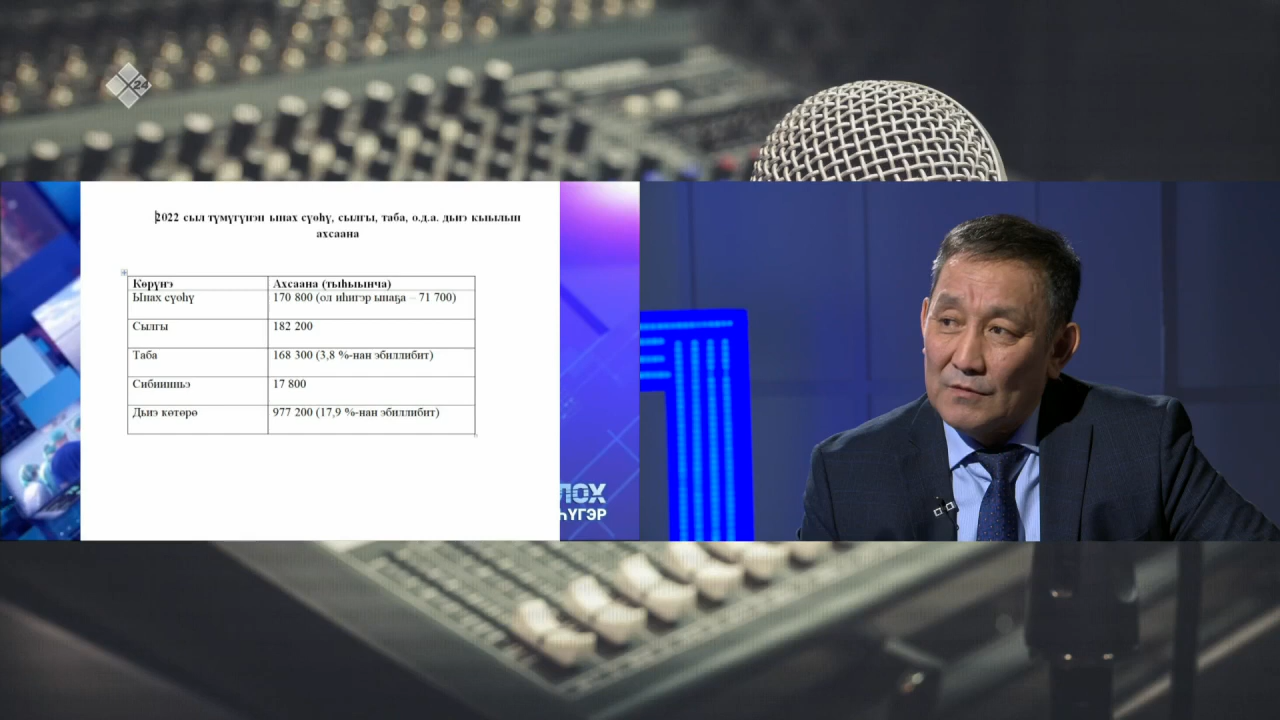 24
2022 сыл түмүгүнэн ынах сүөһү, сылгы, таба, о.д.а. дьиэ кыылын
ахсаана
Көрүҥэ Ахсаана (тыһыынча)
Ынах сүөһү 170 800 (ол иһигэр ынаҕа – 71 700)
Сылгы 182 200
Таба 168 300 (3,8 %-нан эбиллибит)
Сибиинньэ 17 800
Дьиэ көтөрө 977 200 (17,9 %-нан эбиллибит)
ЛОХ
ҺҮГЭР